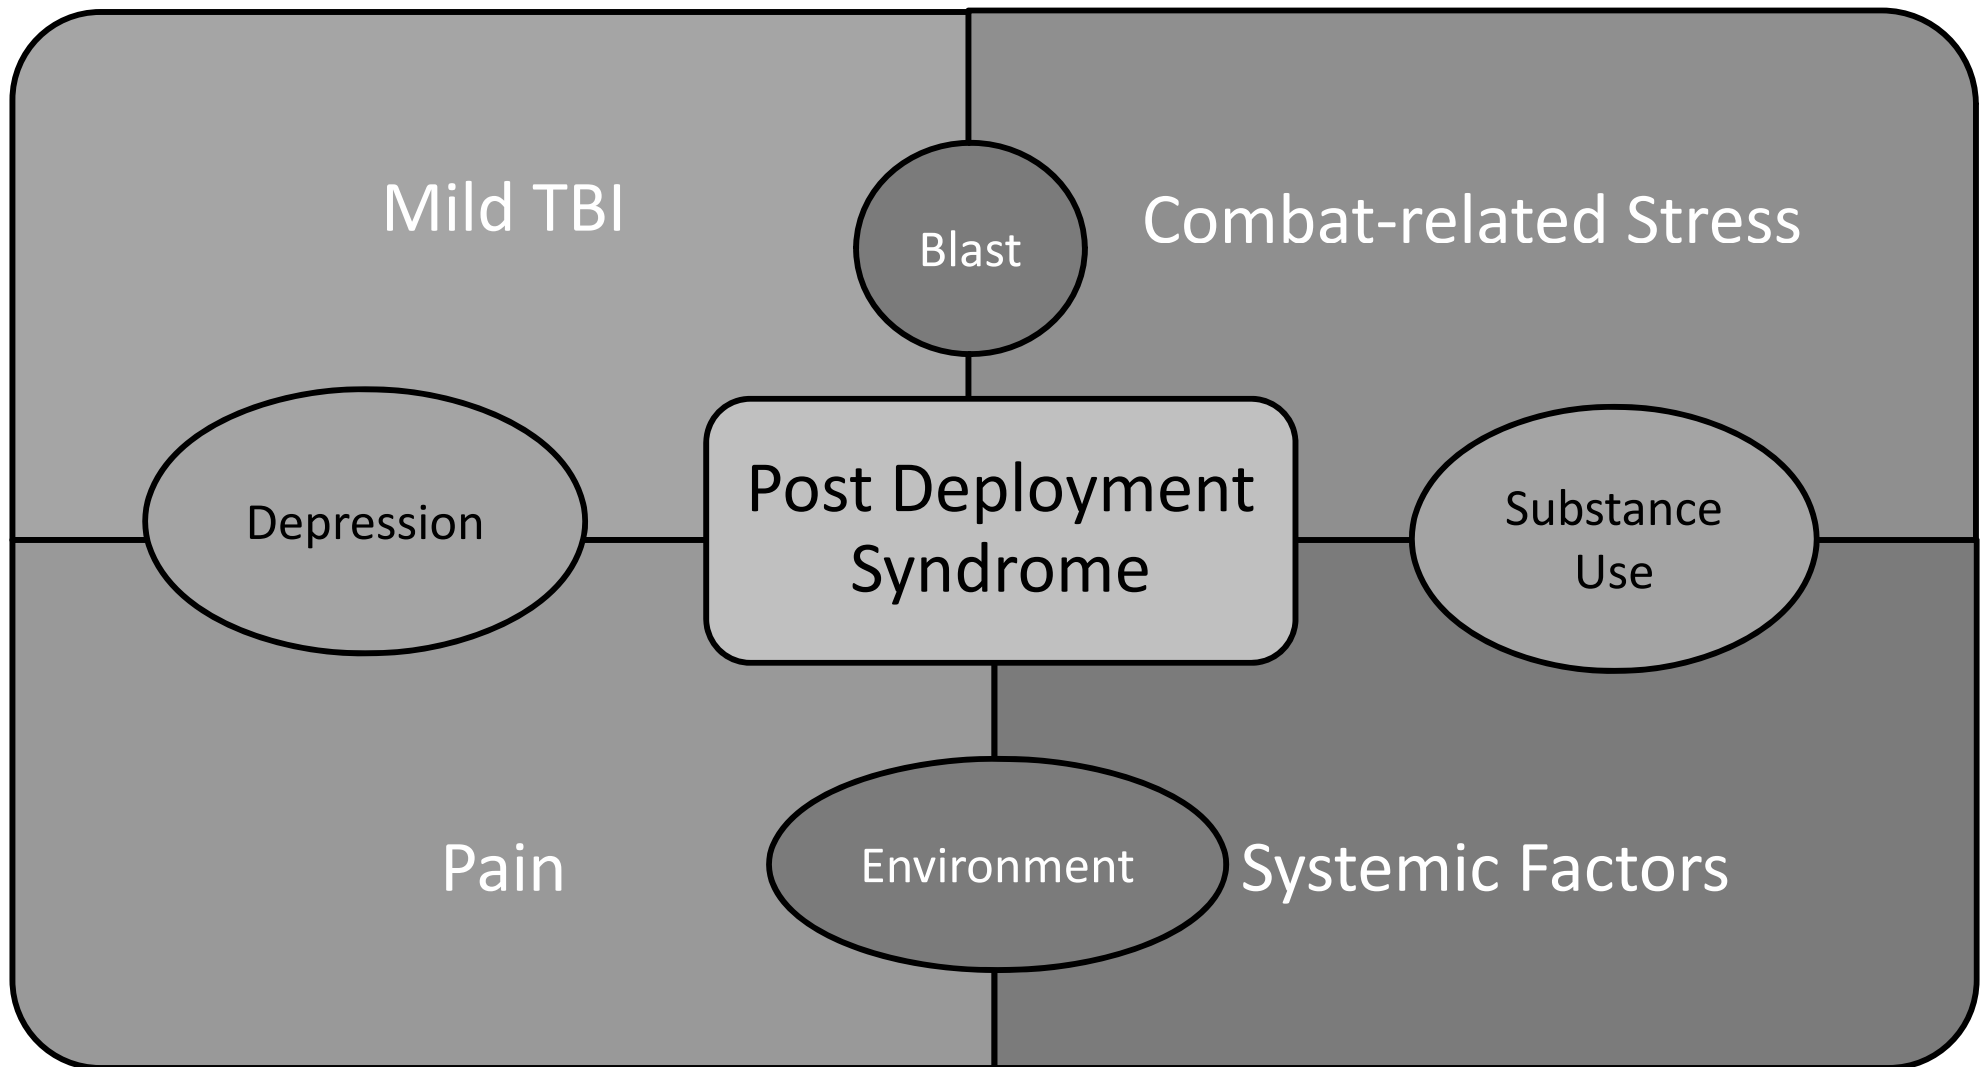 Mild TBI
Blast
Combat-related Stress
Depression
Post Deployment
Syndrome
Substance
Use
Pain
Environment
Systemic Factors